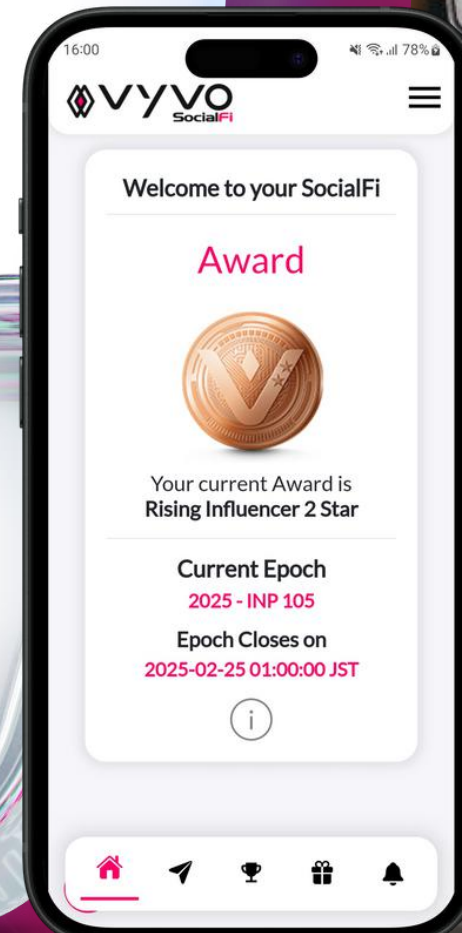 16:00
78%
VYVO
SocialFi
Welcome to your SocialFi
Award
Your current Award is
Rising Influencer 2 Star
Current Epoch
2025 - INP 105
Epoch Closes on
2025-02-25 01:00:00 JST
i